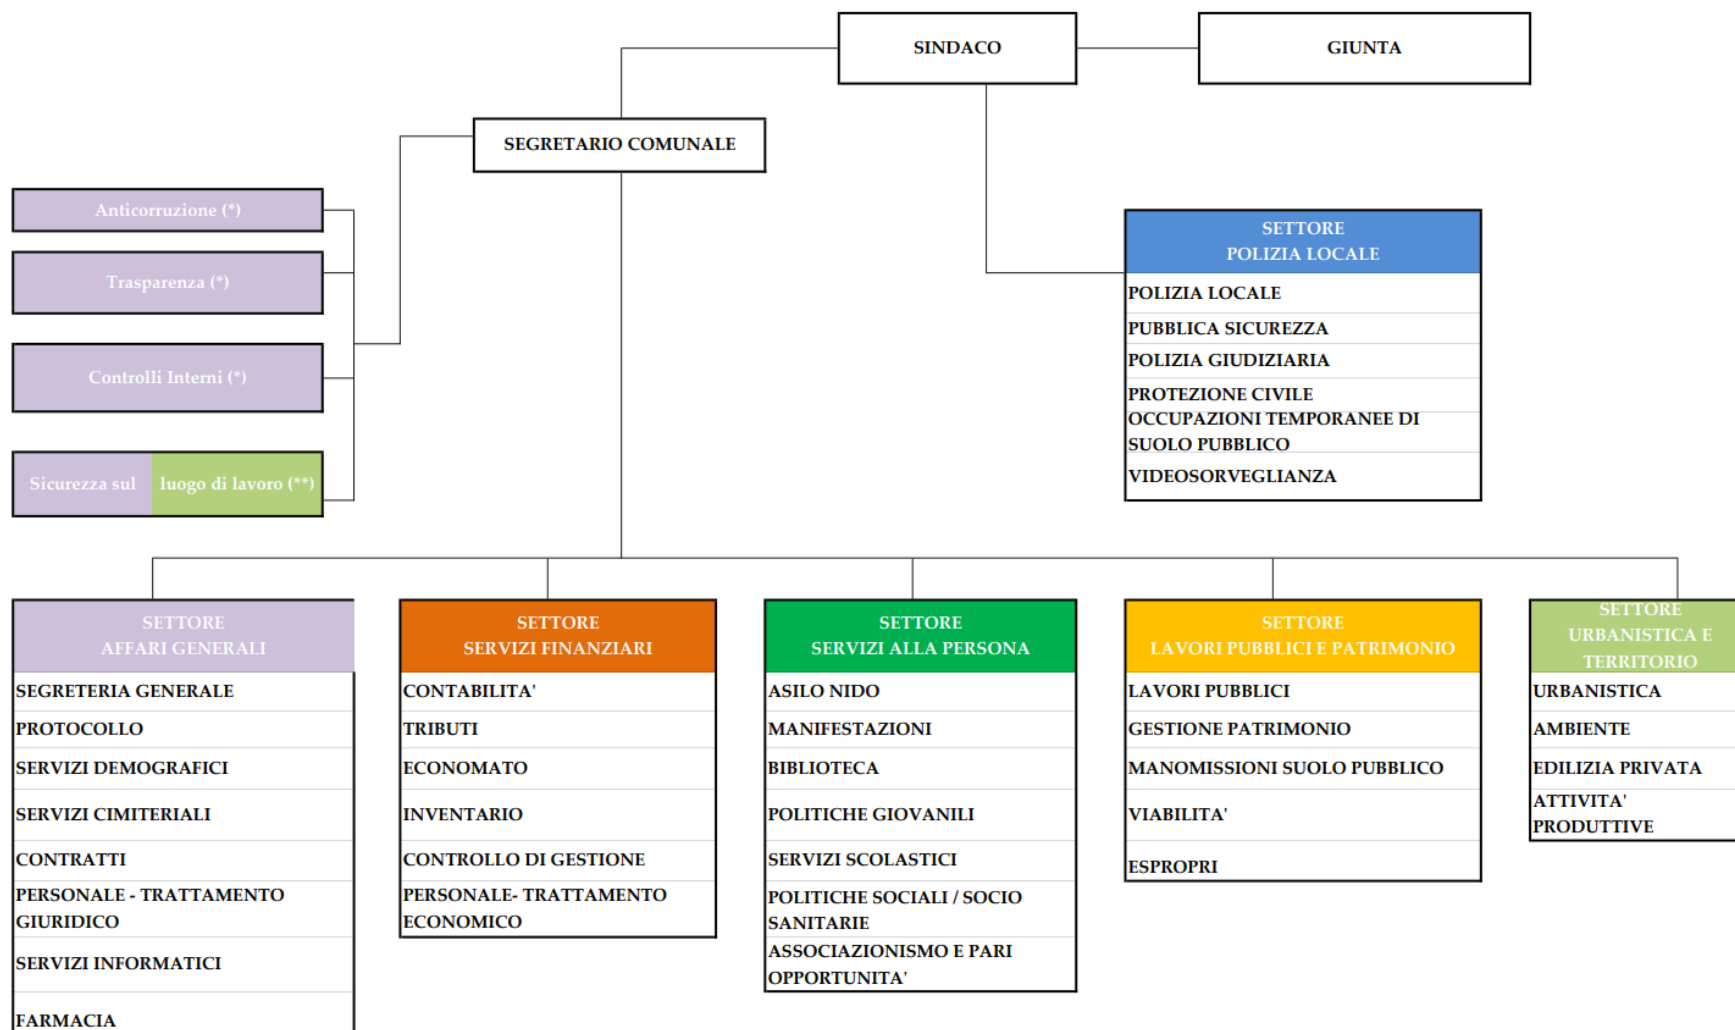 SINDACO
GIUNTA
SEGRETARIO COMUNALE
Anticorruzione (*)
Trasparenza (*)
Controlli Interni (*)
Sicurezza sul luogo di lavoro (**)
SETTORE
POLIZIA LOCALE
POLIZIA LOCALE
PUBBLICA SICUREZZA
POLIZIA GIUDIZIARIA
PROTEZIONE CIVILE
OCCUPAZIONI TEMPORANEE DI
SUOLO PUBBLICO
VIDEOSORVEGLIANZA
SETTORE
AFFARI GENERALI
SEGRETERIA GENERALE
PROTOCOLLO
SERVIZI DEMOGRAFICI
SERVIZI CIMITERIALI
CONTRATTI
PERSONALE - TRATTAMENTO
GIURIDICO
SERVIZI INFORMATICI
FARMACIA
SETTORE
SERVIZI FINANZIARI
CONTABILITA'
TRIBUTI
ECONOMATO
INVENTARIO
CONTROLLO DI GESTIONE
PERSONALE- TRATTAMENTO
ECONOMICO
SETTORE
SERVIZI ALLA PERSONA
ASILO NIDO
MANIFESTAZIONI
BIBLIOTECA
POLITICHE GIOVANILI
SERVIZI SCOLASTICI
POLITICHE SOCIALI / SOCIO
SANITARIE
ASSOCIAZIONISMO E PARI
OPPORTUNITA'
SETTORE
LAVORI PUBBLICI E PATRIMONIO
LAVORI PUBBLICI
GESTIONE PATRIMONIO
MANOMISSIONI SUOLO PUBBLICO
VIABILITA'
ESPROPRI
SETTORE
URBANISTICA E
TERRITORIO
URBANISTICA
AMBIENTE
EDILIZIA PRIVATA
ATTIVITA'
PRODUTTIVE